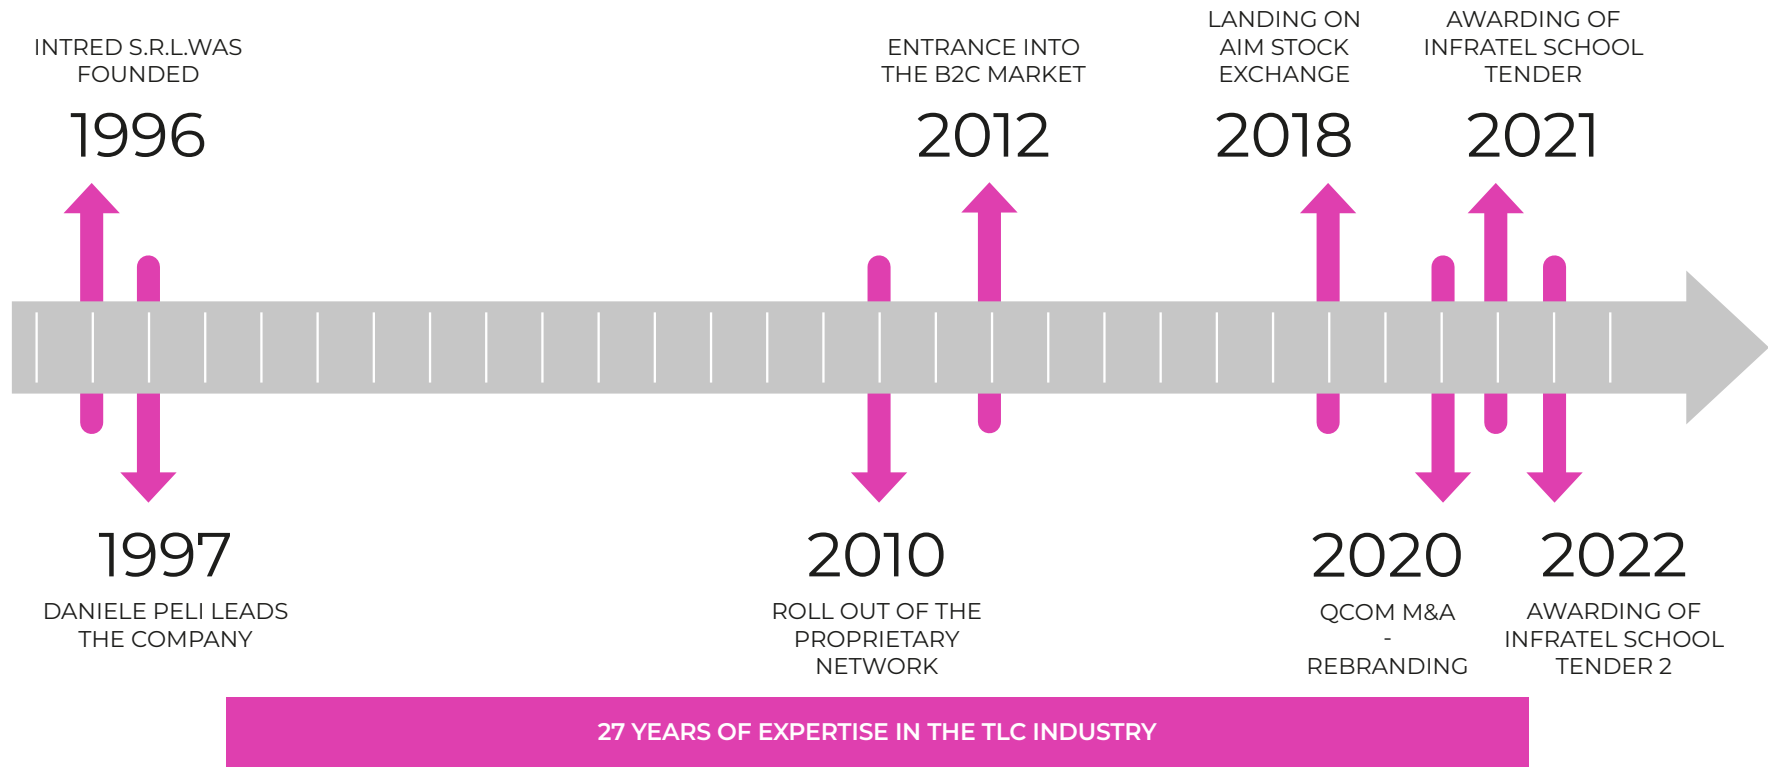 INTRED S.R.L.WAS
FOUNDED
1996
ENTRANCE INTO
THE B2C MARKET
2012
LANDING ON
AIM STOCK
EXCHANGE
2018
AWARDING OF
INFRATEL SCHOOL
TENDER
2021
1997
DANIELE PELI LEADS
THE COMPANY
2010
ROLL OUT OF THE
PROPRIETARY
NETWORK
2020
QCOM M&A
-
REBRANDING
2022
AWARDING OF
INFRATEL SCHOOL
TENDER 2
27 YEARS OF EXPERTISE IN THE TLC INDUSTRY